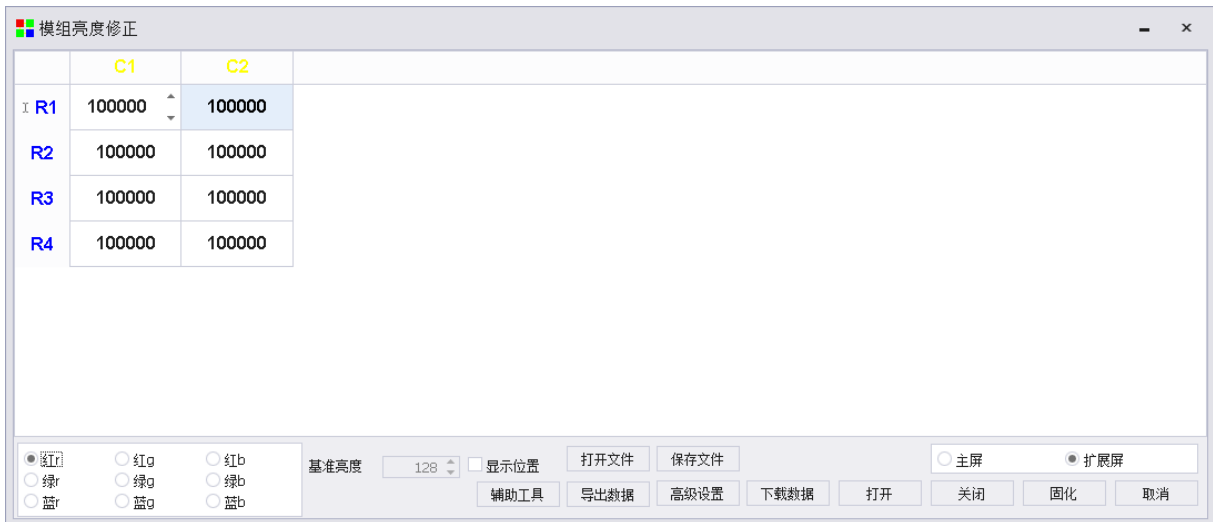 模组亮度修正
C1 C2
R1 100000 100000
R2 100000 100000
R3 100000 100000
R4 100000 100000
红r 红g 红b
绿r 绿g 绿b
蓝r 蓝g 蓝b
基准亮度 128 显示位置 打开文件 保存文件
主屏 扩展屏
辅助工具 导出数据 高级设置 下载数据 打开 关闭 固化 取消